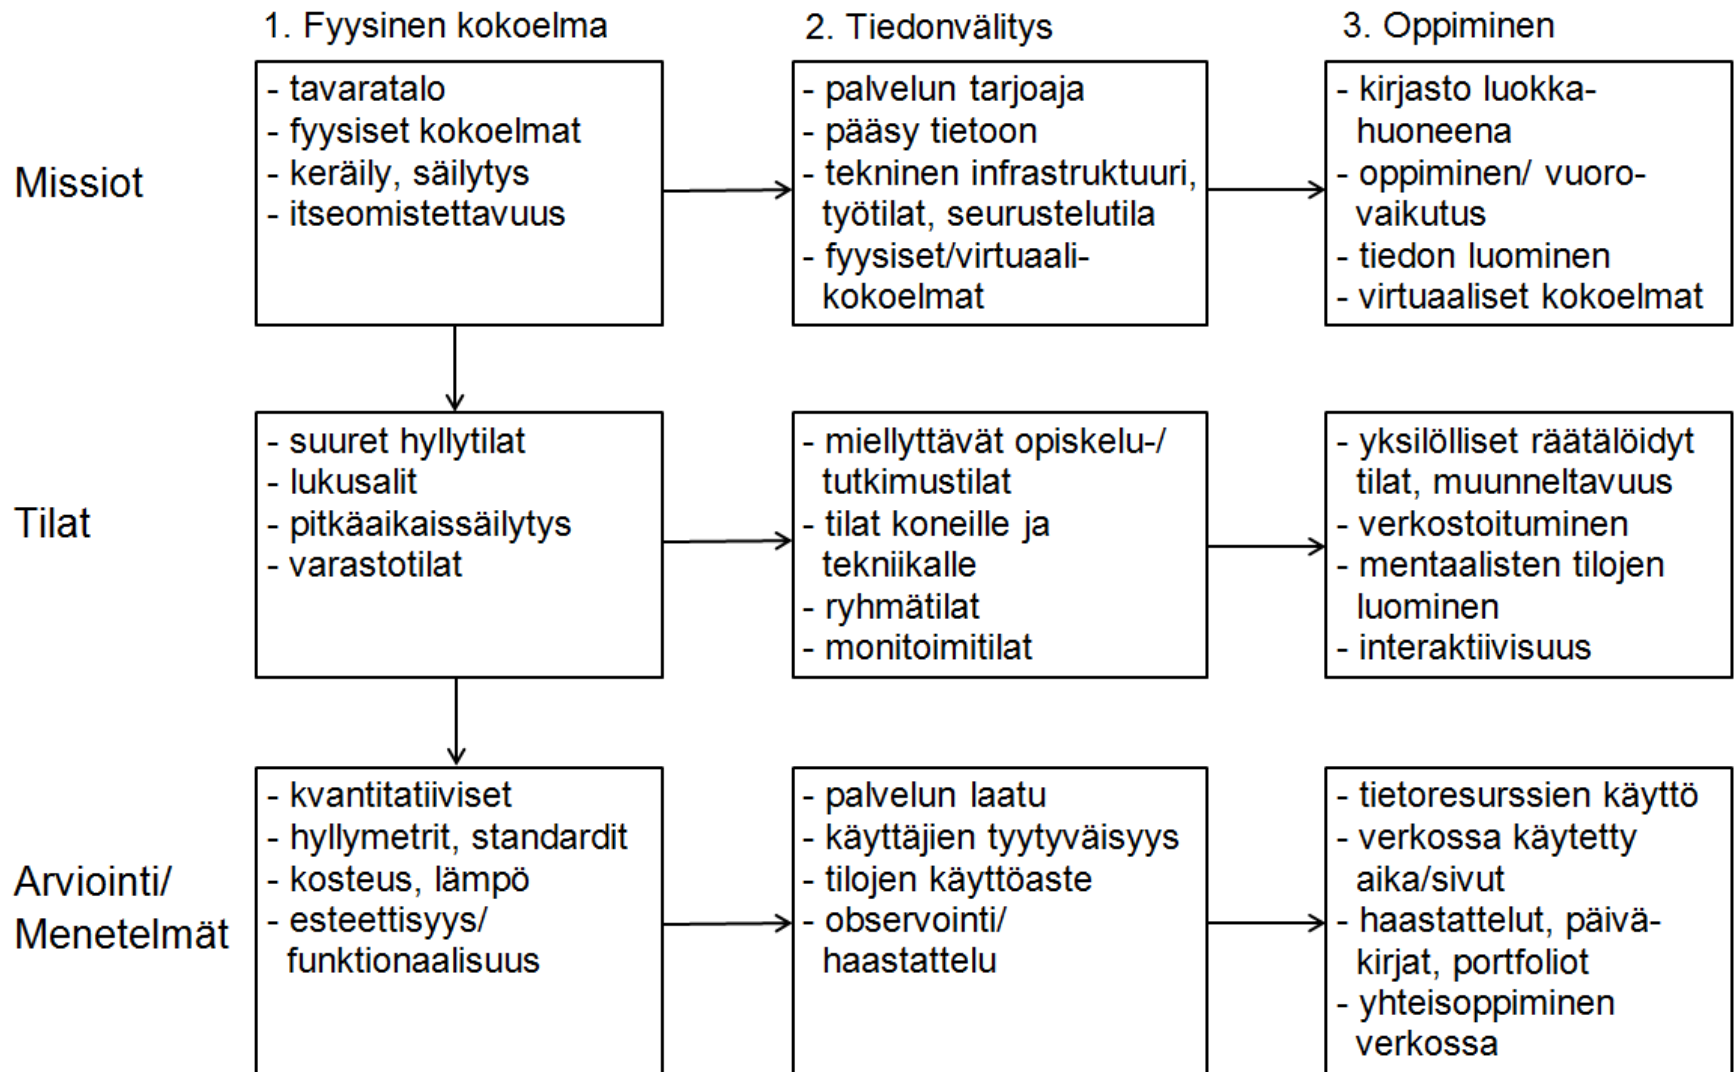 1. Fyysinen kokoelma
2. Tiedonvälitys
3. Oppiminen
Missiot
- tavaratalo
- fyysiset kokoelmat
- keräily, säilytys
- itseomistettavuus
- palvelun tarjoaja
- pääsy tietoon
- tekninen infrastruktuuri,
työtilat, seurustelutila
- fyysiset/virtuaali-
kokoelmat
- kirjasto luokka-
huoneena
- oppiminen/ vuoro-
vaikutus
- tiedon luominen
- virtuaaliset kokoelmat
Tilat
- suuret hyllytilat
- lukusalit
- pitkäaikaissäilytys
- varastotilat
- miellyttävät opiskelu-/
tutkimustilat
- tilat koneille ja
tekniikalle
- ryhmätilat
- monitoimitilat
- yksilölliset räätälöidyt
tilat, muunneltavuus
- verkostoituminen
- mentaalisten tilojen
luominen
- interaktiivisuus
Arviointi/
Menetelmät
- kvantitatiiviset
- hyllymetrit, standardit
- kosteus, lämpö
- esteettisyys/
funktionaalisuus
- palvelun laatu
- käyttäjien tyytyväisyys
- tilojen käyttöaste
- observointi/
haastattelu
- tietoresurssien käyttö
- verkossa käytetty
aika/sivut
- haastattelut, päivä-
kirjat, portfoliot
- yhteisoppiminen
verkossa